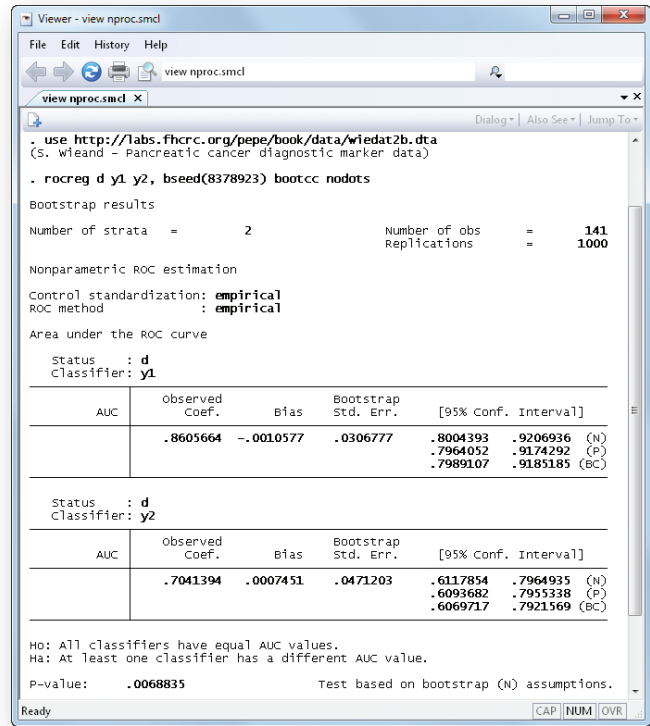 Viewer - view nproc.smcl
File Edit History Help
view nproc.smcl
view nproc.smcl X
Dialog Also See Jump To
. use http://labs.fhcrc.org/pepe/book/data/wiedat2b.dta
(S. Wieand - Pancreatic cancer diagnostic marker data)
. rocreg d y1 y2, bseed(8378923) bootcc nodots
Bootstrap results
Number of strata = 2 Number of obs = 141
Replications = 1000
Nonparametric ROC estimation
Control standardization: empirical
ROC method : empirical
Area under the ROC curve
Status : d
Classifier: y1
Observed Bootstrap
AUC Coef. Bias Std. Err. [95% Conf. Interval]
.8605664 -.0010577 .0306777 .8004393 .9206936 (N)
.7964052 .9174292 (P)
.7989107 .9185185 (BC)
Status : d
Classifier: y2
Observed Bootstrap
AUC Coef. Bias Std. Err. [95% Conf. Interval]
.7041394 .0007451 .0471203 .6117854 .7964935 (N)
.6093682 .7955338 (P)
.6069717 .7921569 (BC)
Ho: All classifiers have equal AUC values.
Ha: At least one classifier has a different AUC value.
P-value: .0068835 Test based on bootstrap (N) assumptions.
Ready CAP NUM OVR